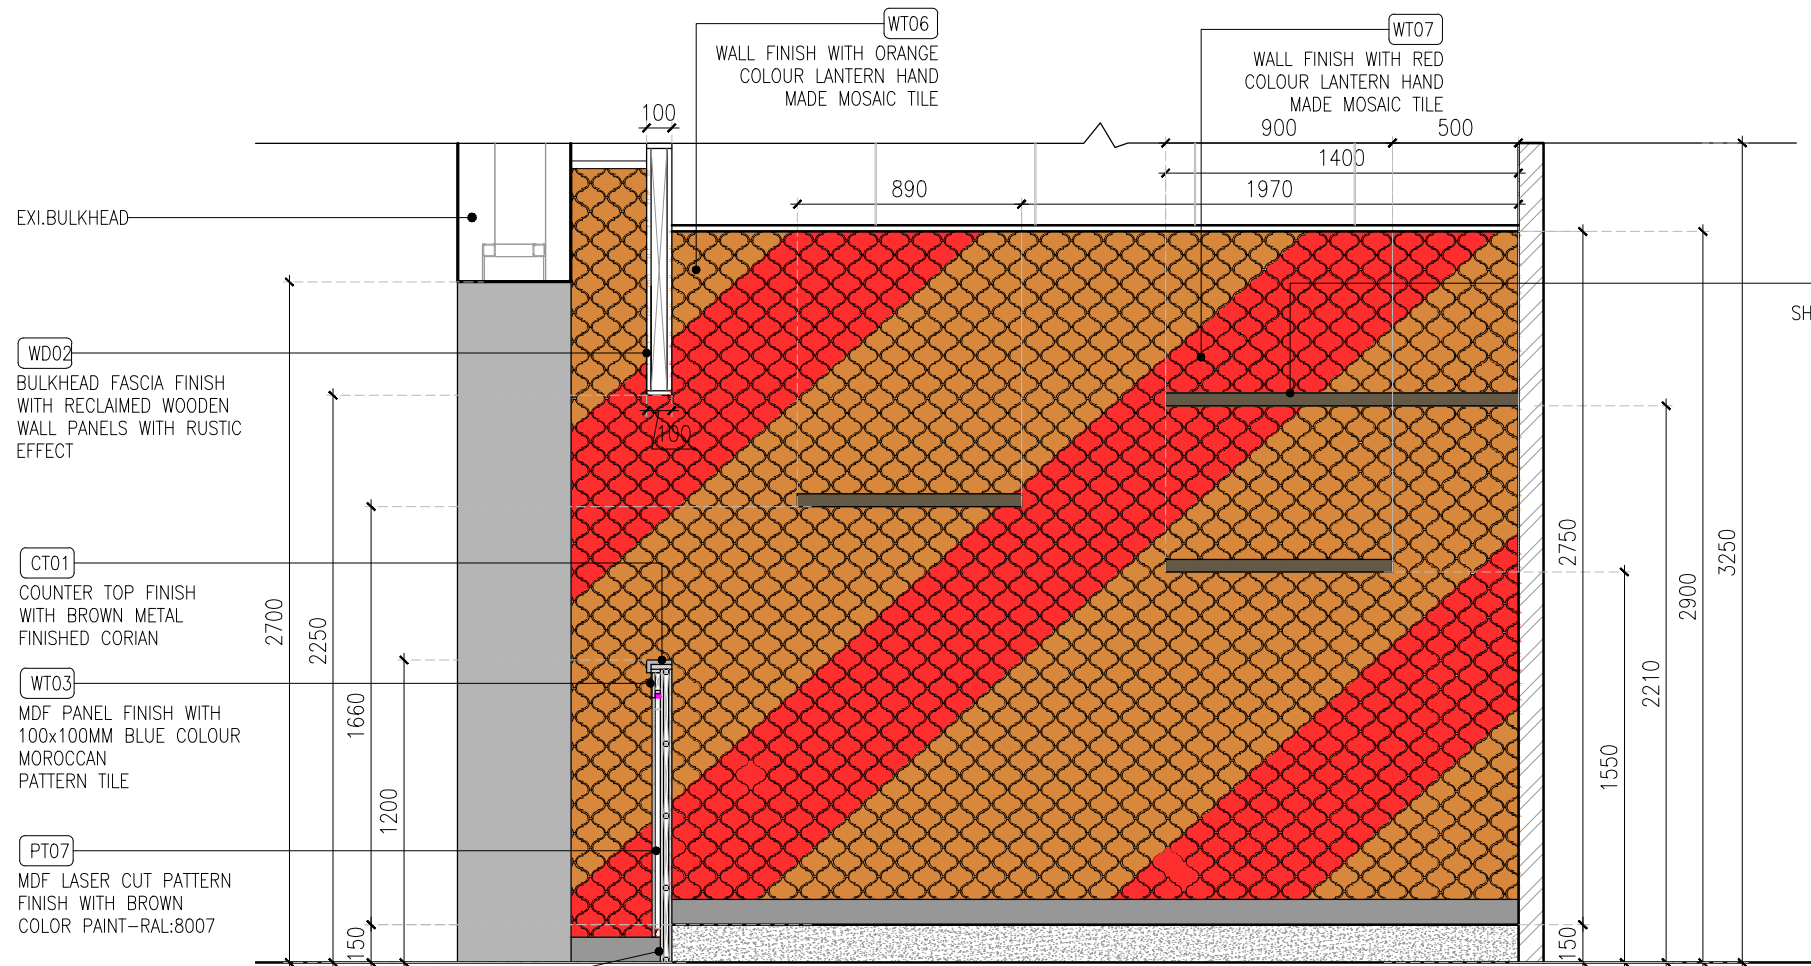 WT06
WALL FINISH WITH ORANGE
COLOUR LANTERN HAND
MADE MOSAIC TILE
WT07
WALL FINISH WITH RED
COLOUR LANTERN HAND
MADE MOSAIC TILE
100
900
500
1400
890
1970
EXI.BULKHEAD
SH
WD02
BULKHEAD FASCIA FINISH
WITH RECLAIMED WOODEN
WALL PANELS WITH RUSTIC
EFFECT
100
CT01
COUNTER TOP FINISH
WITH BROWN METAL
FINISHED CORIAN
WT03
MDF PANEL FINISH WITH
100x100MM BLUE COLOUR
MOROCCAN
PATTERN TILE
PT07
MDF LASER CUT PATTERN
FINISH WITH BROWN
COLOR PAINT-RAL:8007
2700
2250
1660
150
1200
2750
150
1550
2210
2900
3250